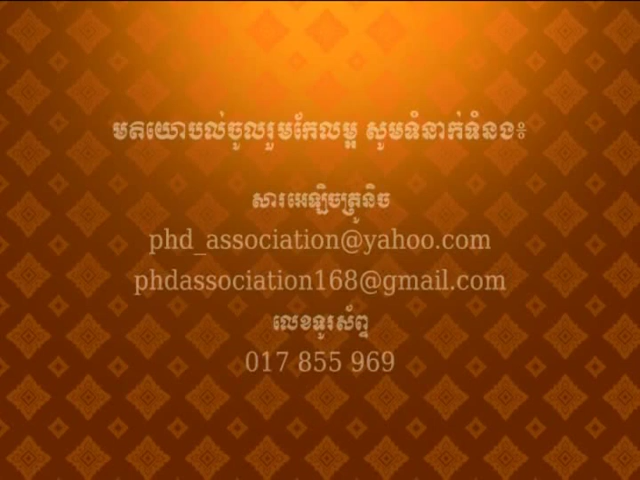 មតិយោបល់ចូលរួមកែលម្អ សូមទំនាក់ទំនង៖
សារអេឡិចត្រូនិច
phd_association@yahoo.com
phdassociation168@gmail.com
លេខទូរស័ព្ទ
017 855 969